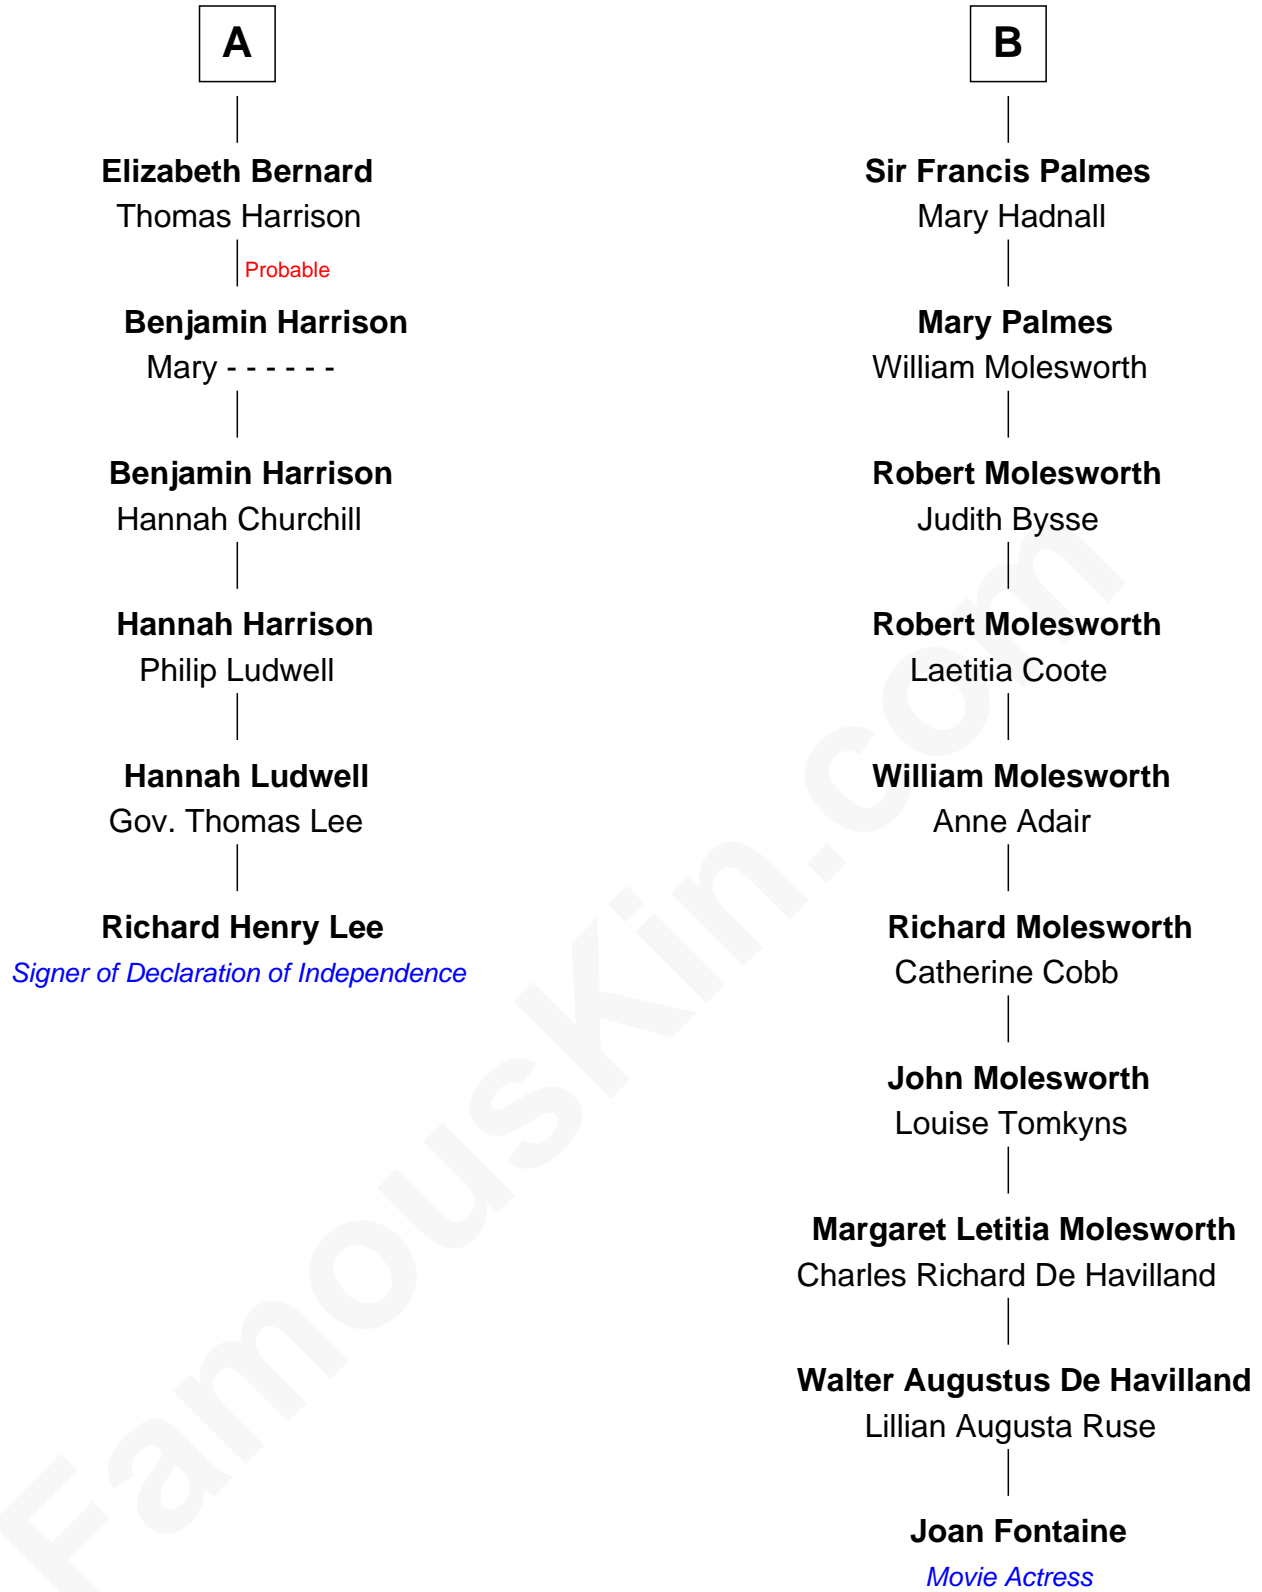 A
Elizabeth Bernard
Thomas Harrison
Probable
Benjamin Harrison
Mary - - - - - -
Benjamin Harrison
Hannah Churchill
Hannah Harrison
Philip Ludwell
Hannah Ludwell
Gov. Thomas Lee
Richard Henry Lee
Signer of Declaration of Independence
B
Sir Francis Palmes
Mary Hadnall
Mary Palmes
William Molesworth
Robert Molesworth
Judith Bysse
Robert Molesworth
Laetitia Coote
William Molesworth
Anne Adair
Richard Molesworth
Catherine Cobb
John Molesworth
Louise Tomkyns
Margaret Letitia Molesworth
Charles Richard De Havilland
Walter Augustus De Havilland
Lillian Augusta Ruse
Joan Fontaine
Movie Actress
FamousKin.com